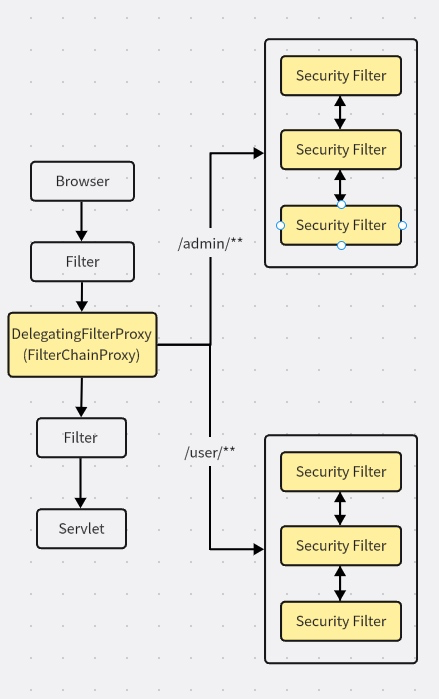 Security Filter
Security Filter
Security Filter
Browser
Filter
/admin/**
DelegatingFilterProxy
(FilterChainProxy)
Filter
/user/**
Servlet
Security Filter
Security Filter
Security Filter